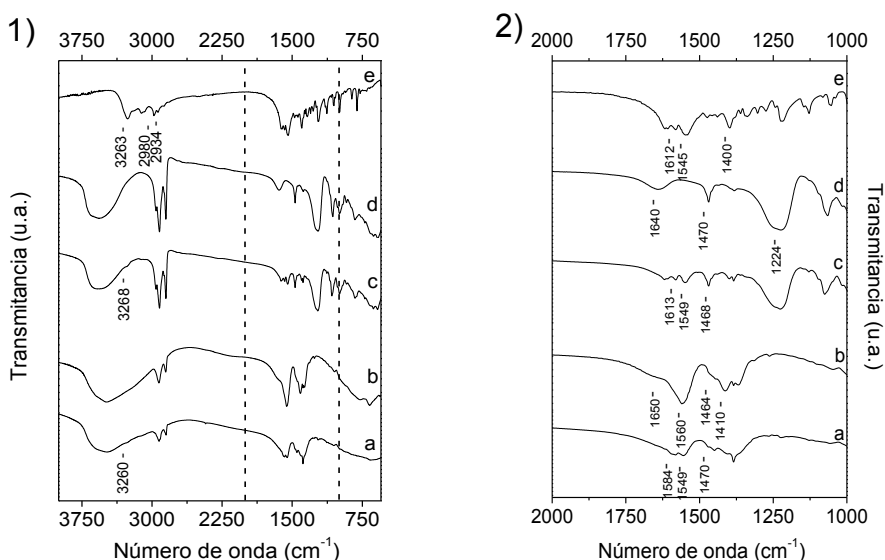 1)
3750 3000 2250 1500 750
e
3263 -
2980 -
2934 -
d
c
3268 -
b
a
3260 -
3750 3000 2250 1500 750
Número de onda (cm⁻¹)
Transmitancia (u.a.)
2)
2000 1750 1500 1250 1000
e
1612 -
1545 -
1400 -
d
1640 -
1470 -
1224 -
c
1613 -
1549 -
1468 -
b
1650 -
1560 -
1464 -
1410 -
a
1584 -
1549 -
1470 -
2000 1750 1500 1250 1000
Número de onda (cm⁻¹)
Transmitancia (u.a.)